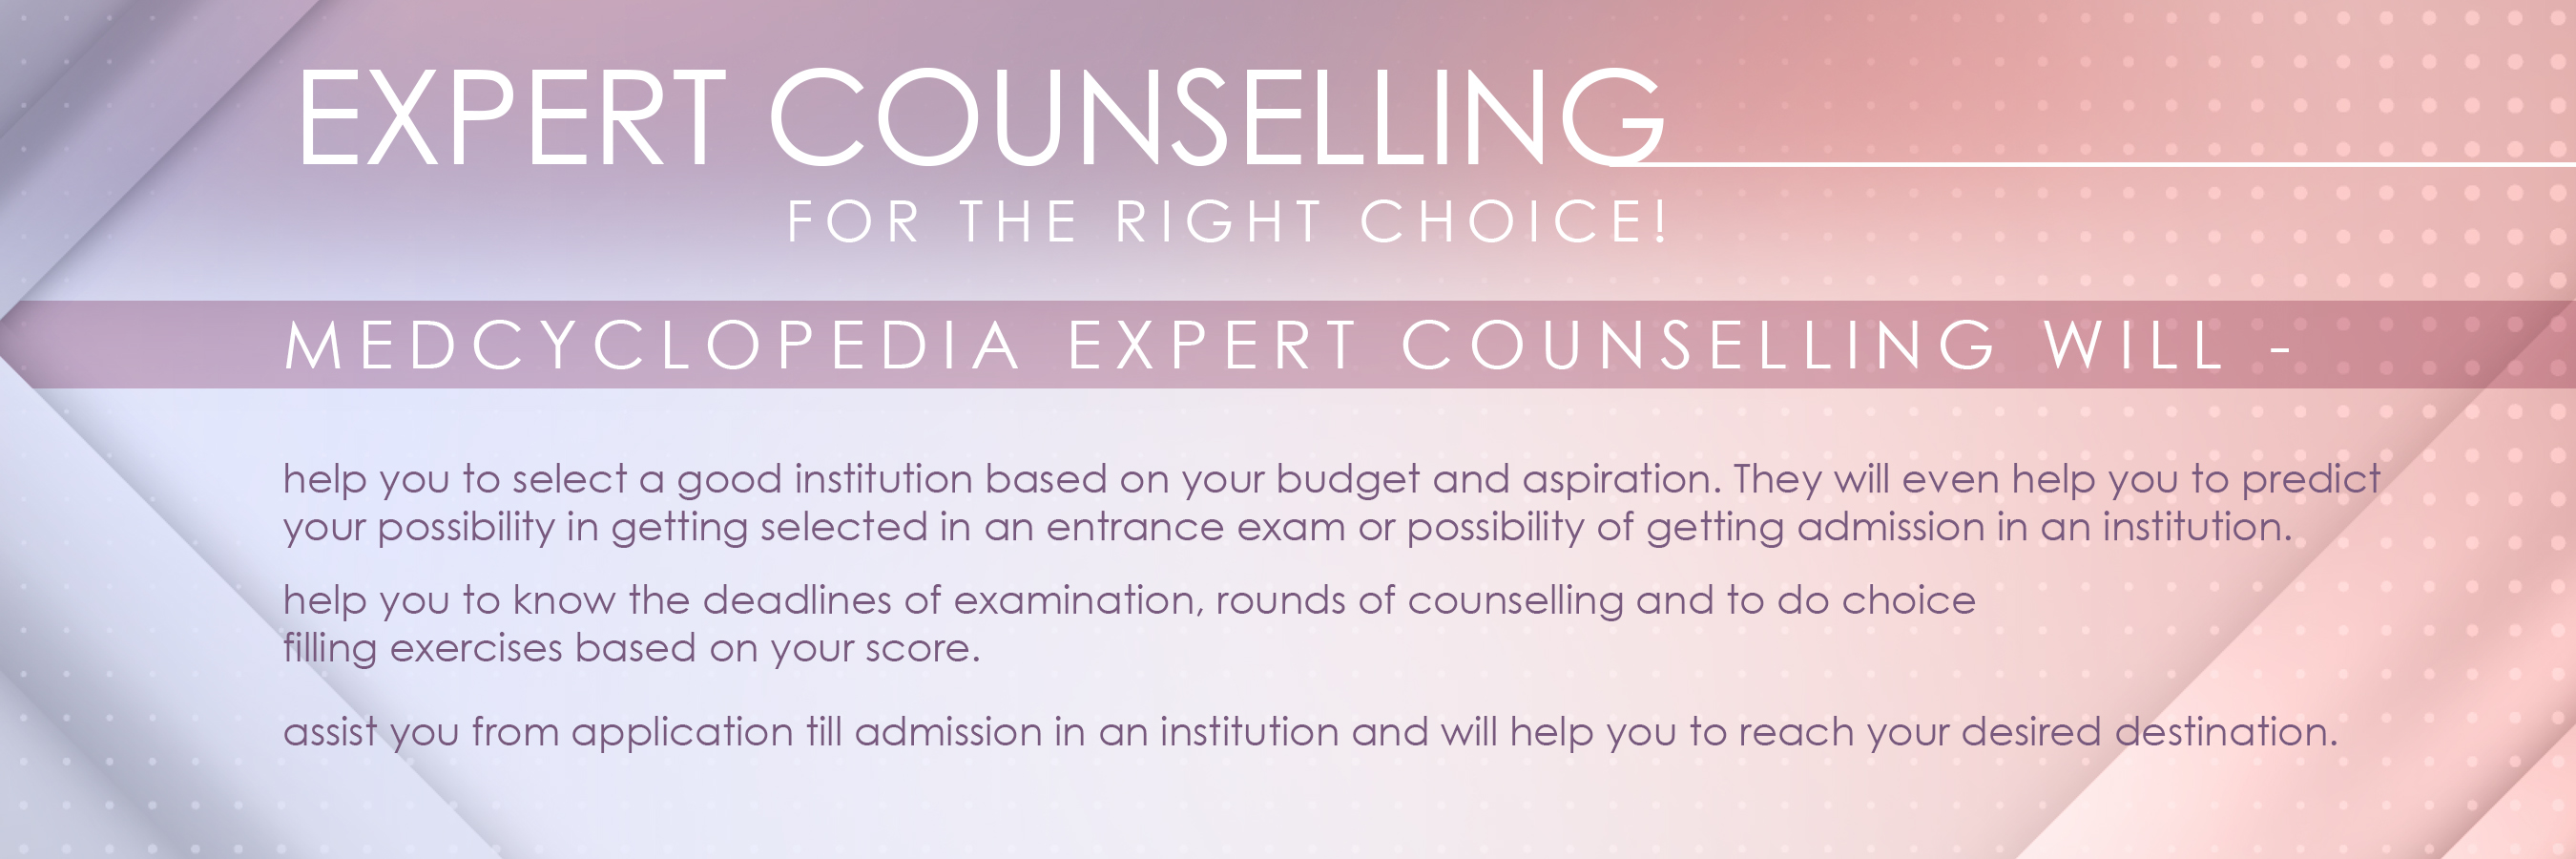 EXPERT COUNSELLING
FOR THE RIGHT CHOICE!
MEDCYCLOPEDIA EXPERT COUNSELLING WILL -
help you to select a good institution based on your budget and aspiration. They will even help you to predict
your possibility in getting selected in an entrance exam or possibility of getting admission in an institution.
help you to know the deadlines of examination, rounds of counselling and to do choice
filling exercises based on your score.
assist you from application till admission in an institution and will help you to reach your desired destination.